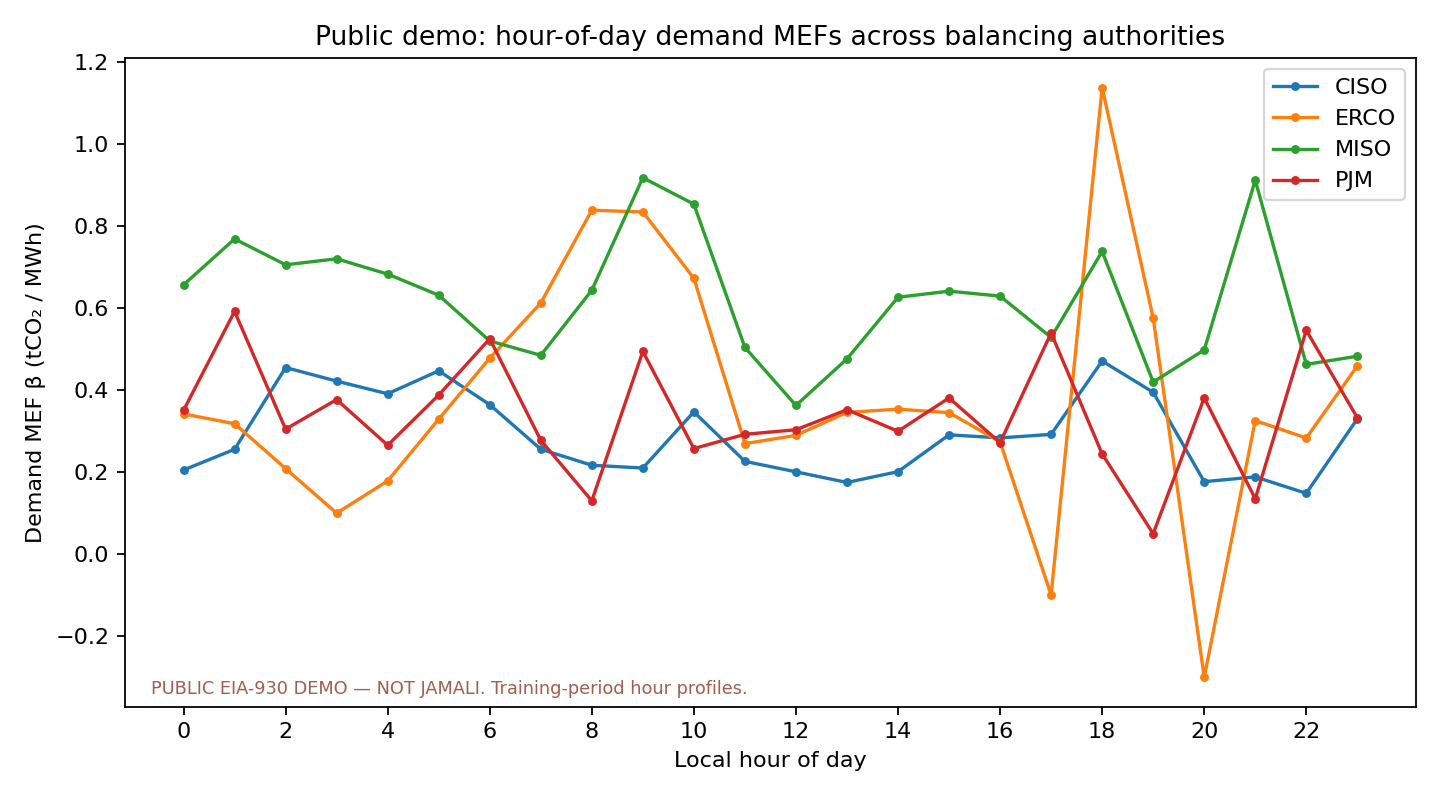 Public demo: hour-of-day demand MEFs across balancing authorities
Demand MEF β (tCO₂ / MWh)
1.2
1.0
0.8
0.6
0.4
0.2
0.0
−0.2
CISO
ERCO
MISO
PJM
PUBLIC EIA-930 DEMO — NOT JAMALI. Training-period hour profiles.
0 2 4 6 8 10 12 14 16 18 20 22
Local hour of day